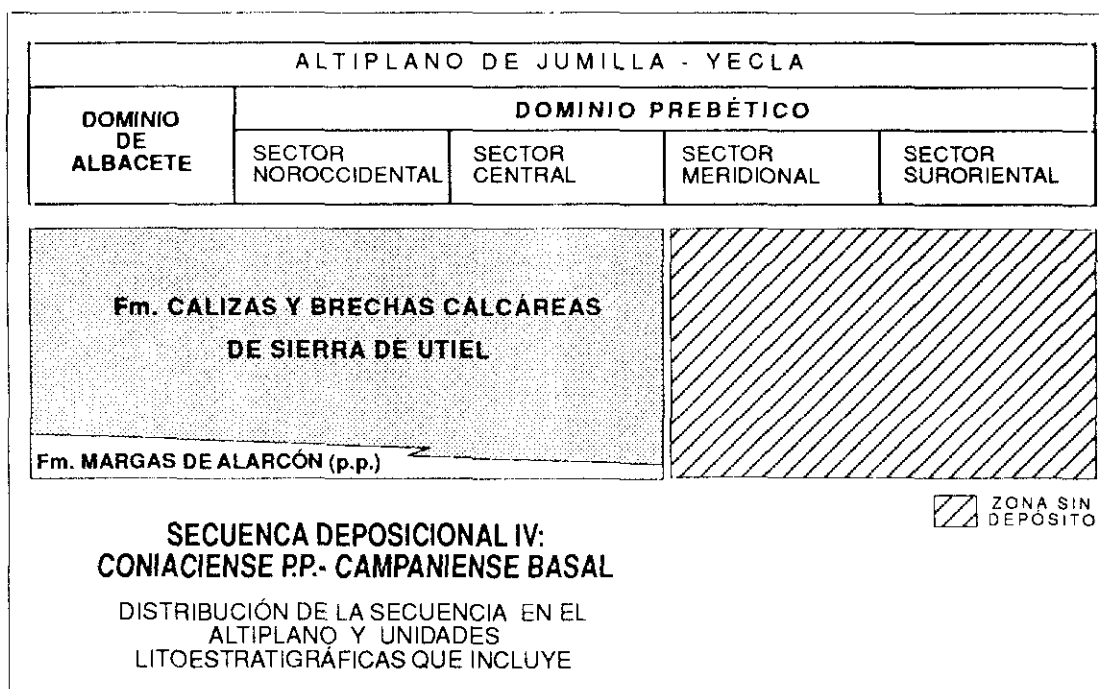 ALTIPLANO DE JUMILLA - YECLA
DOMINIO
DE
ALBACETE
DOMINIO PREBÉTICO
SECTOR
NOROCCIDENTAL
SECTOR
CENTRAL
SECTOR
MERIDIONAL
SECTOR
SURORIENTAL
Fm. CALIZAS Y BRECHAS CALCÁREAS
DE SIERRA DE UTIEL
Fm. MARGAS DE ALARCÓN (p.p.)
ZONA SIN
DEPÓSITO
SECUENCA DEPOSICIONAL IV:
CONIACIENSE P.P.- CAMPANIENSE BASAL
DISTRIBUCIÓN DE LA SECUENCIA EN EL
ALTIPLANO Y UNIDADES
LITOESTRATIGRÁFICAS QUE INCLUYE